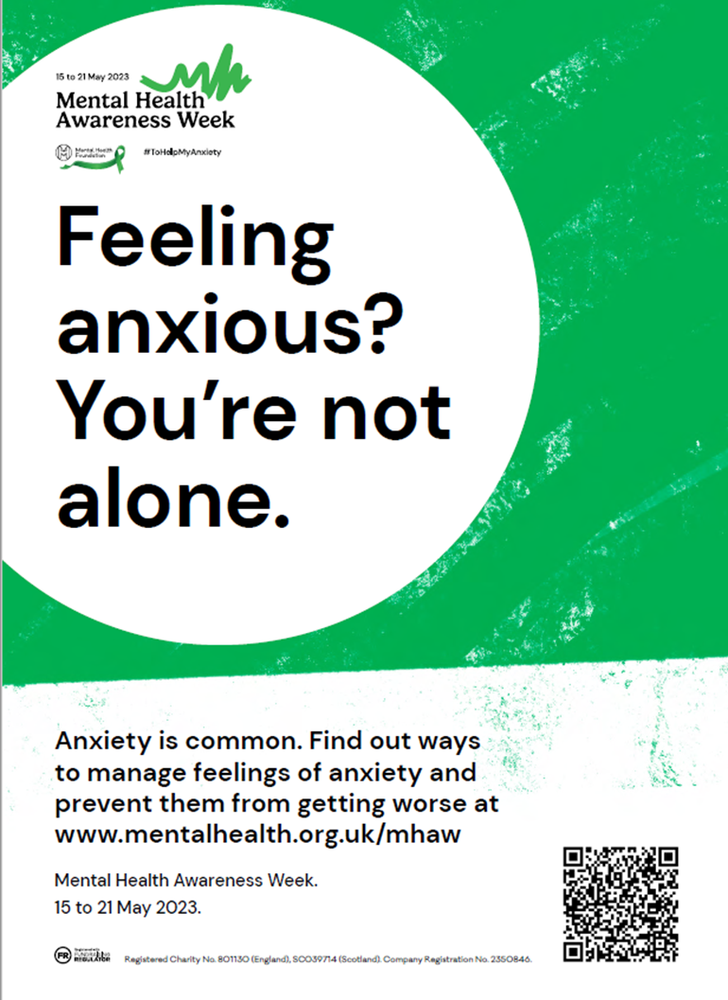 15 to 21 May 2023
Mental Health
Awareness Week
Mental Health
Foundation
#ToHelpMyAnxiety
Feeling
anxious?
You’re not
alone.
Anxiety is common. Find out ways
to manage feelings of anxiety and
prevent them from getting worse at
www.mentalhealth.org.uk/mhaw
Mental Health Awareness Week.
15 to 21 May 2023.
FR
Registered with
FUNDRAISING
REGULATOR
Registered Charity No. 801130 (England), SC039714 (Scotland). Company Registration No. 2350846.